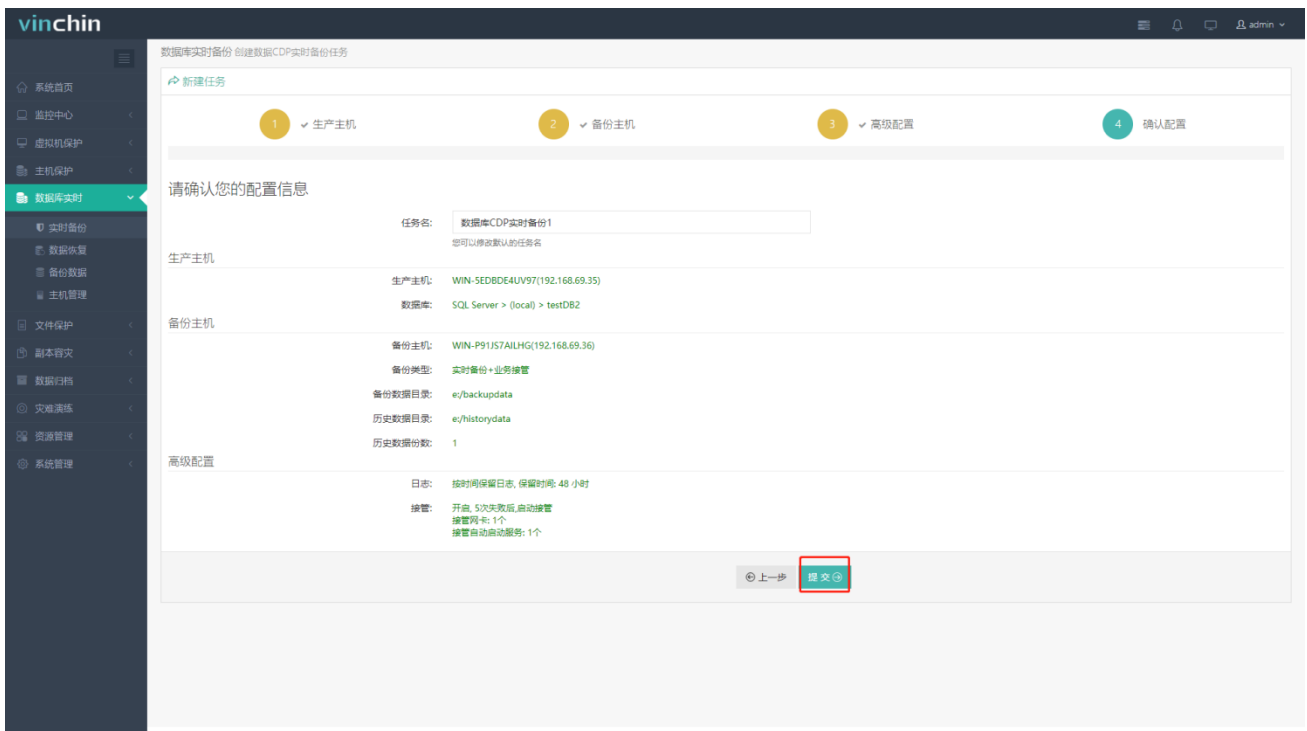 vinchin
admin
数据库实时备份 创建数据CDP实时备份任务
系统首页
监控中心
虚拟机保护
主机保护
数据库实时
实时备份
数据恢复
备份数据
主机管理
文件保护
副本容灾
数据归档
灾难演练
资源管理
系统管理
新建任务
1 生产主机
2 备份主机
3 高级配置
4 确认配置
请确认您的配置信息
任务名: 数据库CDP实时备份1
您可以修改默认的任务名
生产主机
生产主机: WIN-5EDBDE4UV97(192.168.69.35)
数据库: SQL Server > (local) > testDB2
备份主机
备份主机: WIN-P91JS7AILHG(192.168.69.36)
备份类型: 实时备份+业务接管
备份数据目录: e:/backupdata
历史数据目录: e:/historydata
历史数据份数: 1
高级配置
日志: 按时间保留日志, 保留时间: 48 小时
接管: 开启, 5次失败后,启动接管
接管网卡: 1个
接管自动启动服务: 1个
上一步 提交